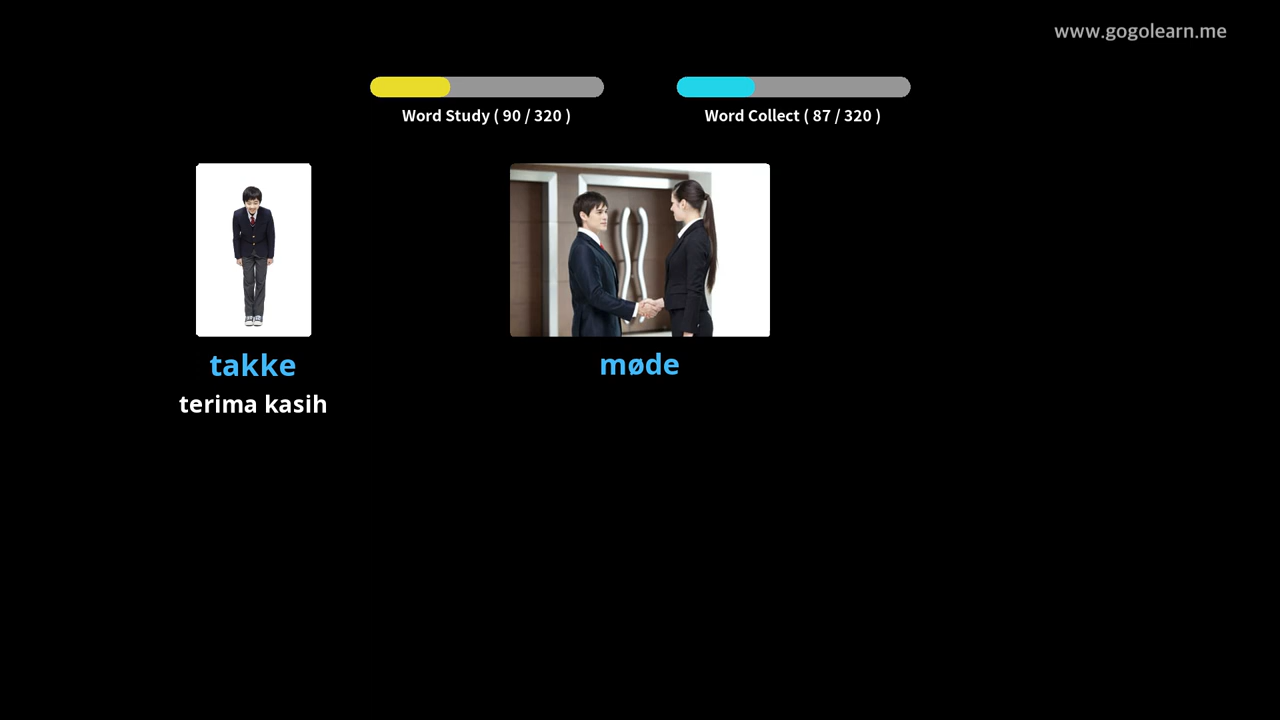 www.gogolearn.me
Word Study ( 90 / 320 )
Word Collect ( 87 / 320 )
takke
terima kasih
møde